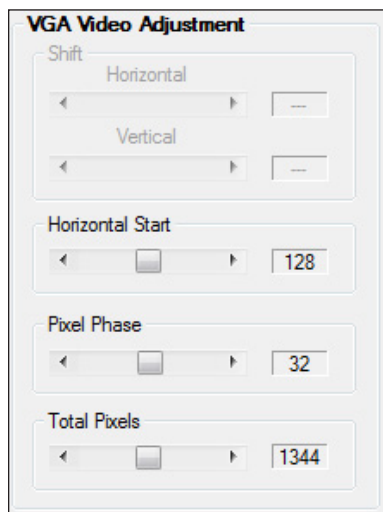 VGA Video Adjustment
Shift
Horizontal
---
Vertical
---
Horizontal Start
128
Pixel Phase
32
Total Pixels
1344